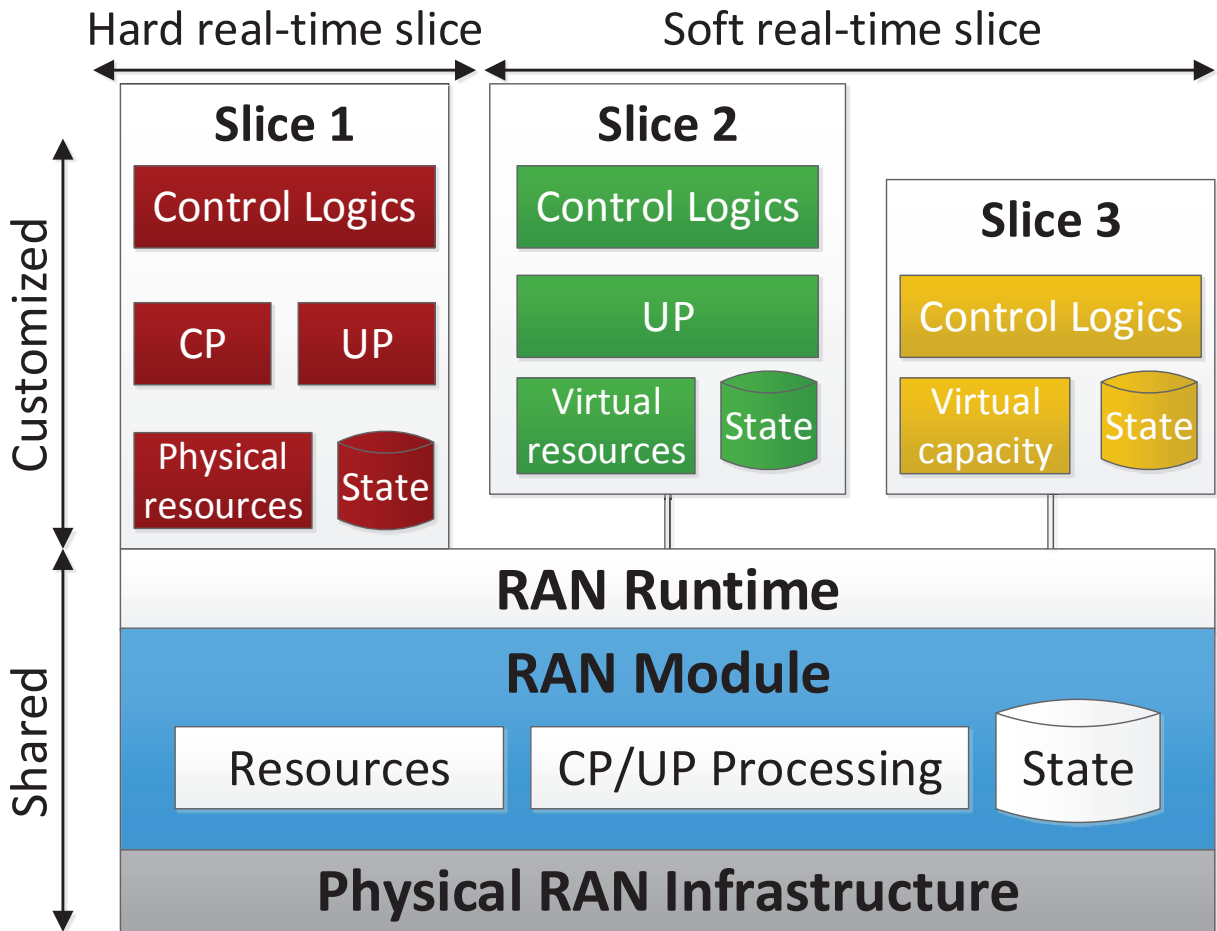 Hard real-time slice
Soft real-time slice
Customized
Shared
Slice 1
Control Logics
CP
UP
Physical
resources
State
Slice 2
Control Logics
UP
Virtual
resources
State
Slice 3
Control Logics
Virtual
capacity
State
RAN Runtime
RAN Module
Resources
CP/UP Processing
State
Physical RAN Infrastructure